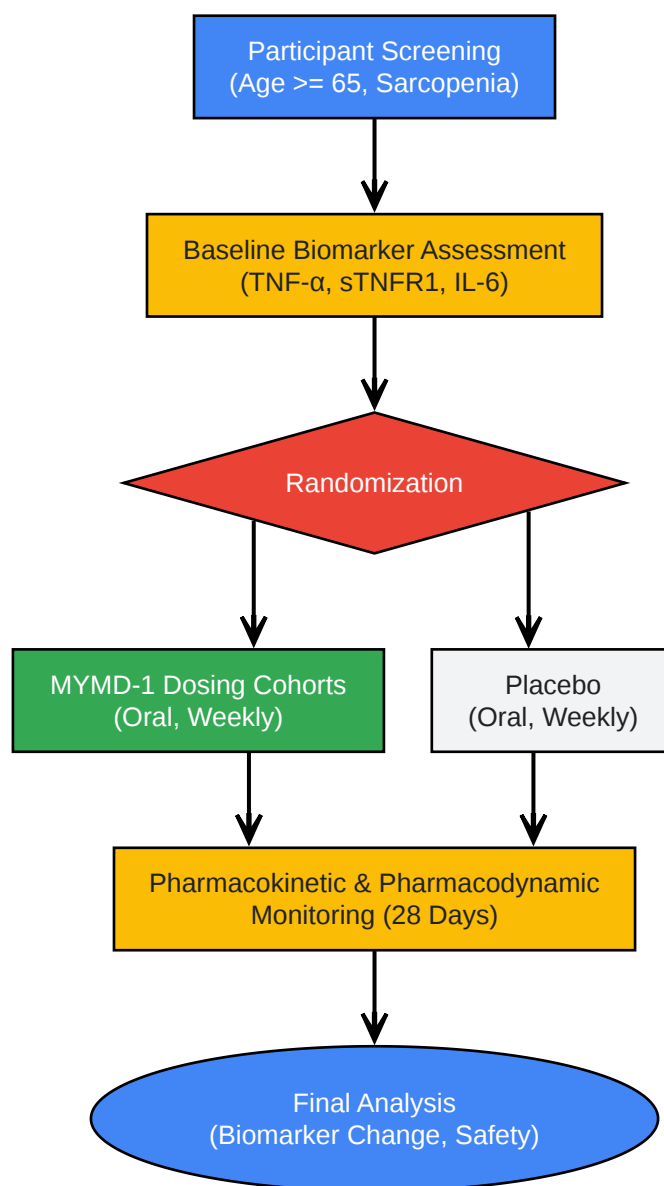 Participant Screening
(Age >= 65, Sarcopenia)
Baseline Biomarker Assessment
(TNF-α, sTNFR1, IL-6)
Randomization
MYMD-1 Dosing Cohorts
(Oral, Weekly)
Placebo
(Oral, Weekly)
Pharmacokinetic & Pharmacodynamic
Monitoring (28 Days)
Final Analysis
(Biomarker Change, Safety)